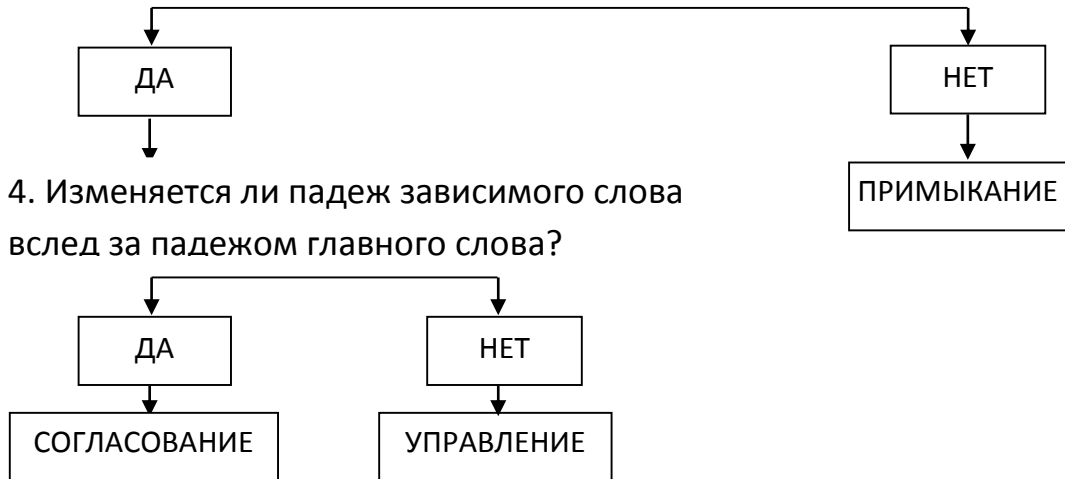 ДА
НЕТ
4. Изменяется ли падеж зависимого слова
вслед за падежом главного слова?
ПРИМЫКАНИЕ
ДА
НЕТ
СОГЛАСОВАНИЕ
УПРАВЛЕНИЕ